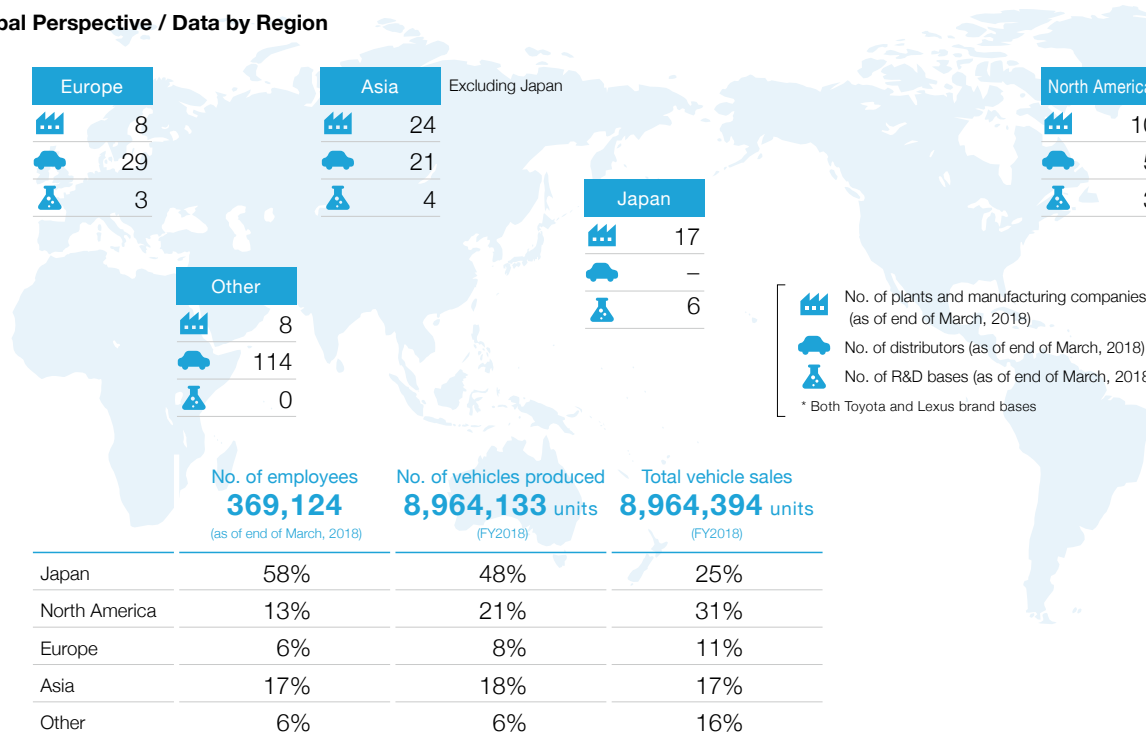 bal Perspective / Data by Region
Europe
8
29
3
Asia
Excluding Japan
24
21
4
Japan
17
–
6
North America
10
5
3
Other
8
114
0
No. of plants and manufacturing companies
(as of end of March, 2018)
No. of distributors (as of end of March, 2018)
No. of R&D bases (as of end of March, 2018
* Both Toyota and Lexus brand bases
No. of employees No. of vehicles produced Total vehicle sales
369,124 8,964,133 units 8,964,394 units
(as of end of March, 2018) (FY2018) (FY2018)
Japan 58% 48% 25%
North America 13% 21% 31%
Europe 6% 8% 11%
Asia 17% 18% 17%
Other 6% 6% 16%